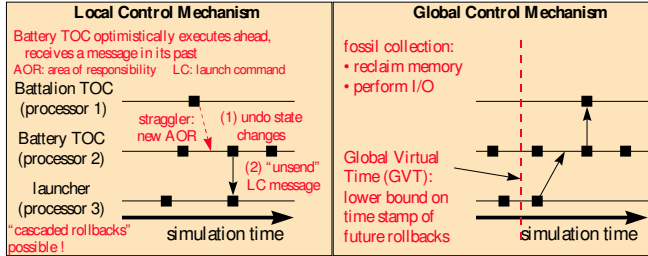 Local Control Mechanism
Battery TOC optimistically executes ahead,
receives a message in its past
AOR: area of responsibility LC: launch command
Battalion TOC
(processor 1)
straggler:
new AOR
(1) undo state
changes
Battery TOC
(processor 2)
(2) "unsend"
LC message
launcher
(processor 3)
"cascaded rollbacks"
possible !
simulation time
Global Control Mechanism
fossil collection:
• reclaim memory
• perform I/O
Global Virtual
Time (GVT):
lower bound on
time stamp of
future rollbacks
simulation time